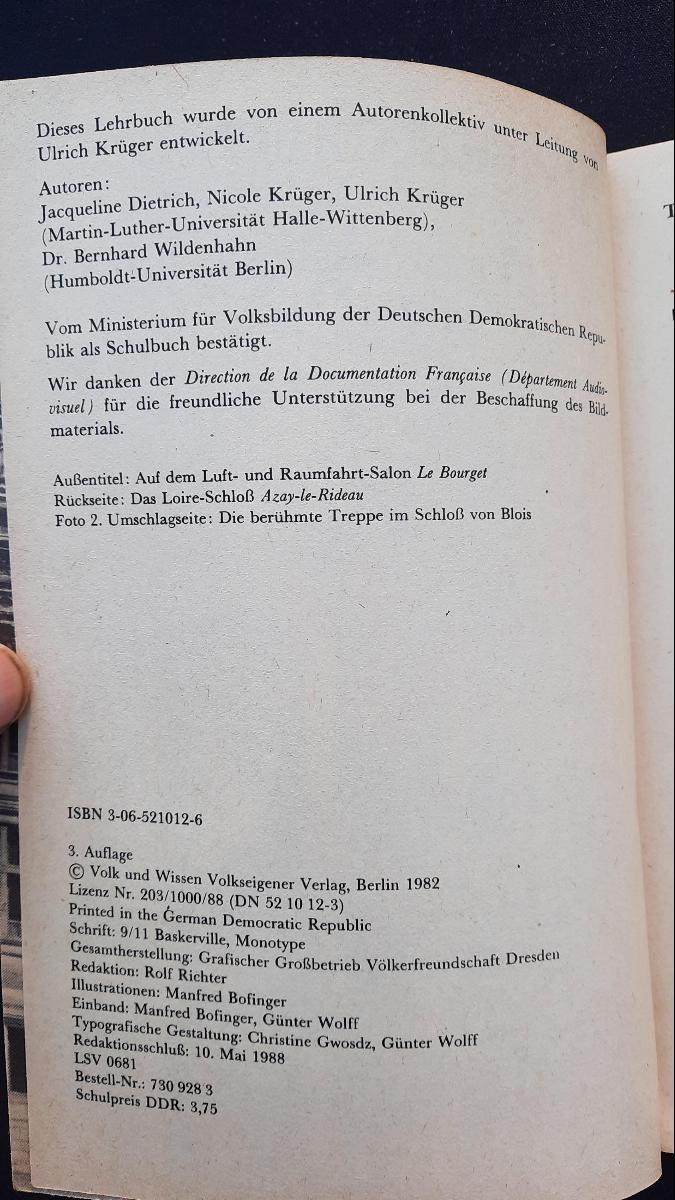 Dieses Lehrbuch wurde von einem Autorenkollektiv unter Leitung von
Ulrich Krüger entwickelt.
Autoren:
Jacqueline Dietrich, Nicole Krüger, Ulrich Krüger
(Martin-Luther-Universität Halle-Wittenberg),
Dr. Bernhard Wildenhahn
(Humboldt-Universität Berlin)
Vom Ministerium für Volksbildung der Deutschen Demokratischen Repu-
blik als Schulbuch bestätigt.
Wir danken der Direction de la Documentation Française (Département Audio-
visuel) für die freundliche Unterstützung bei der Beschaffung des Bild-
materials.
Außentitel: Auf dem Luft- und Raumfahrt-Salon Le Bourget
Rückseite: Das Loire-Schloß Azay-le-Rideau
Foto 2. Umschlagseite: Die berühmte Treppe im Schloß von Blois
ISBN 3-06-521012-6
3. Auflage
© Volk und Wissen Volkseigener Verlag, Berlin 1982
Lizenz Nr. 203/1000/88 (DN 52 10 12-3)
Printed in the German Democratic Republic
Schrift: 9/11 Baskerville, Monotype
Gesamtherstellung: Grafischer Großbetrieb Völkerfreundschaft Dresden
Redaktion: Rolf Richter
Illustrationen: Manfred Bofinger
Einband: Manfred Bofinger, Günter Wolff
Typografische Gestaltung: Christine Gwosdz, Günter Wolff
Redaktionsschluß: 10. Mai 1988
LSV 0681
Bestell-Nr.: 730 928 3
Schulpreis DDR: 3,75